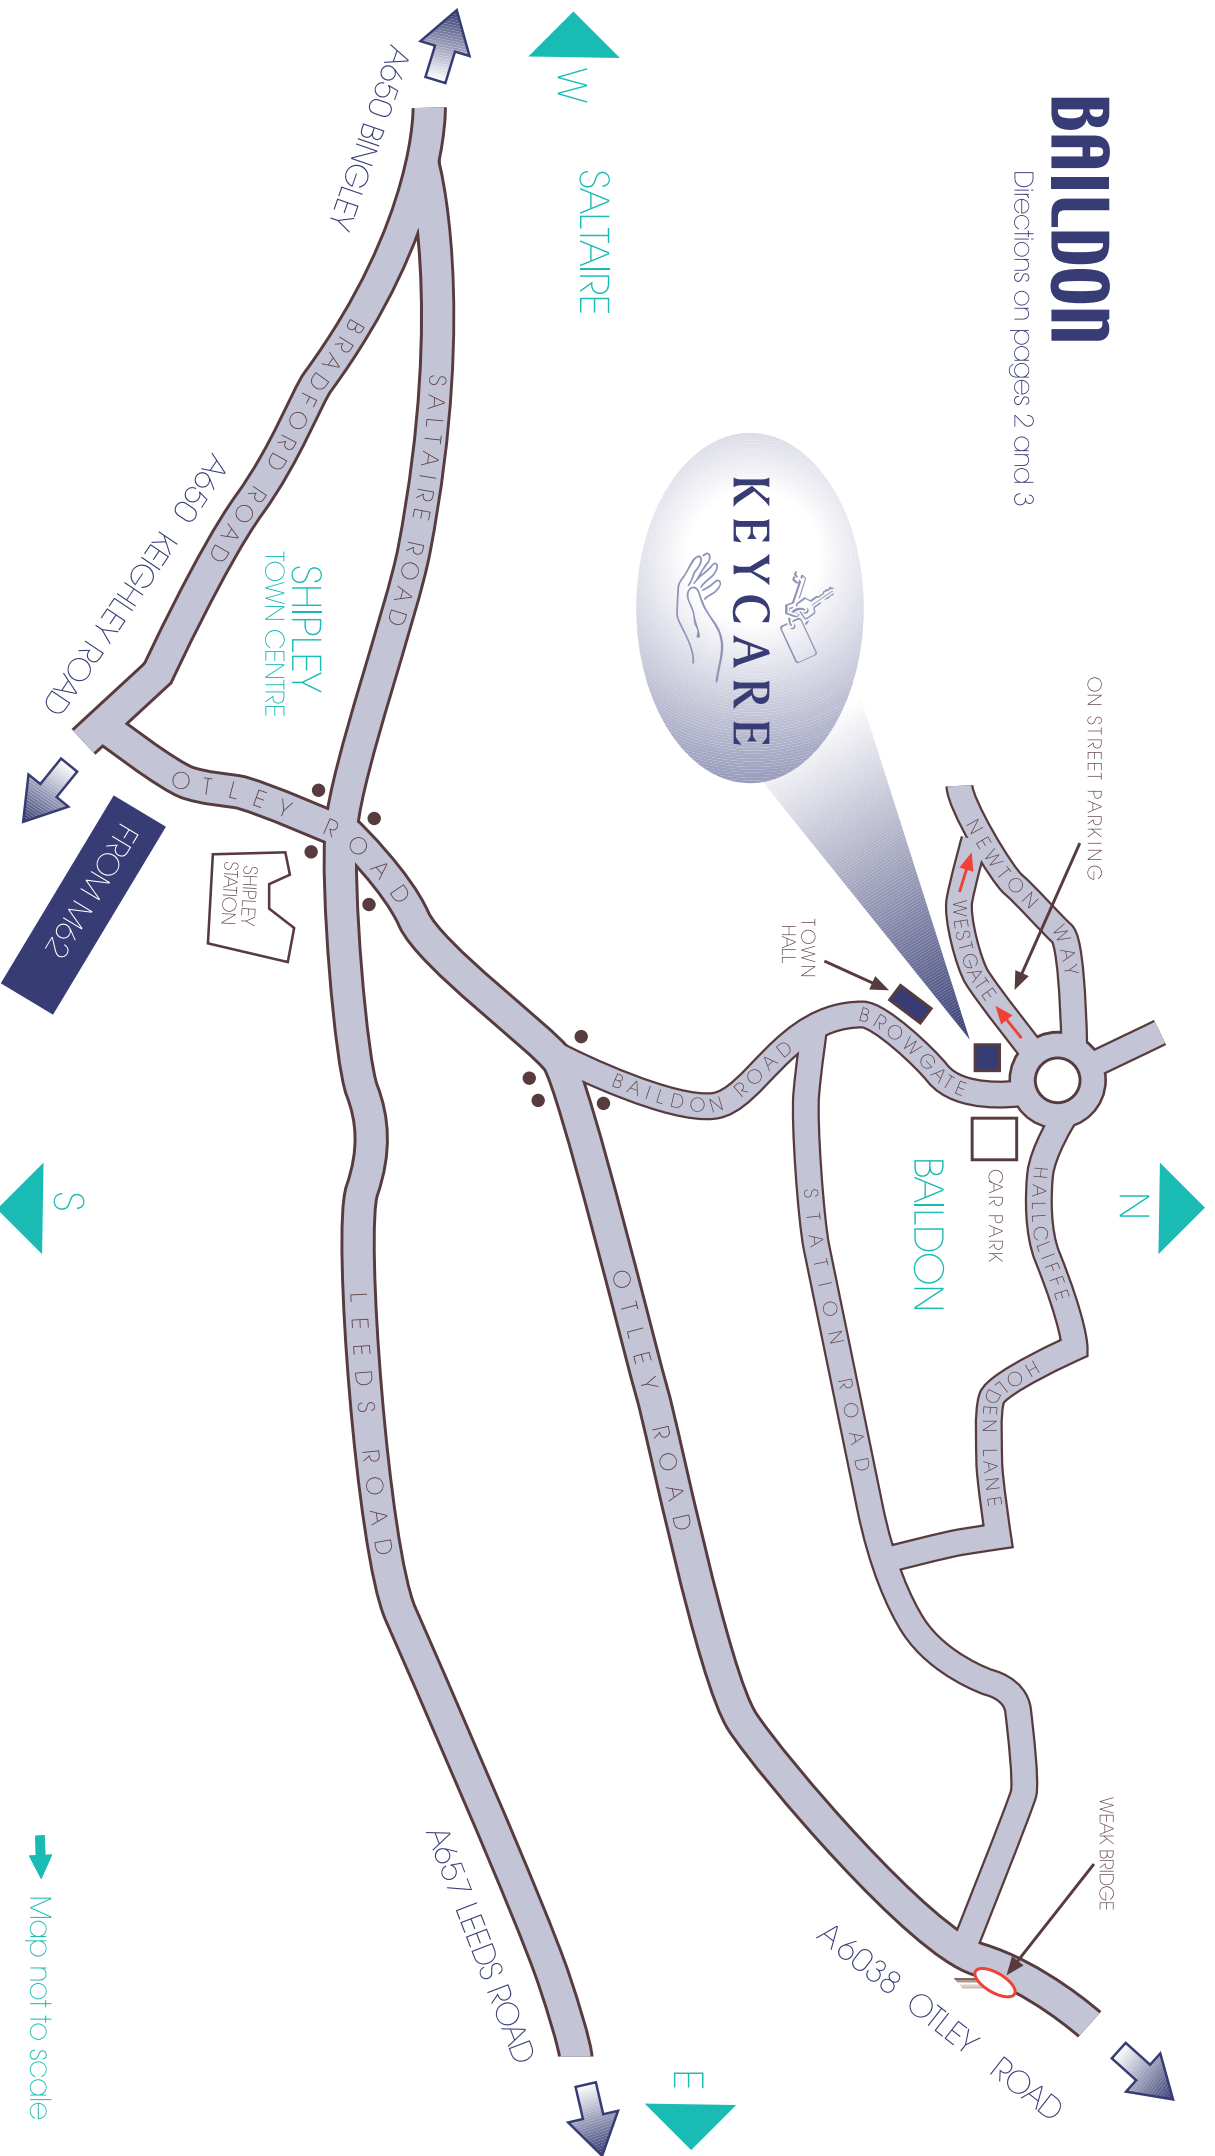 BAILDON
Directions on pages 2 and 3
N
W
SALTAIRE
KEYCARE
ON STREET PARKING
NEWTON WAY
WESTGATE
TOWN
HALL
BROWGATE
BAILDON ROAD
BAILDON
CAR PARK
HALLCLIFFE
HOLDEN LANE
STATION ROAD
WEAK BRIDGE
A6038 OTLEY ROAD
OTLEY ROAD
E
A650 BINGLEY
SALTAIRE ROAD
BRADFORD ROAD
A650 KEIGHLEY ROAD
SHIPLEY
TOWN CENTRE
OTLEY ROAD
SHIPLEY
STATION
FROM M62
LEEDS ROAD
A657 LEEDS ROAD
S
Map not to scale